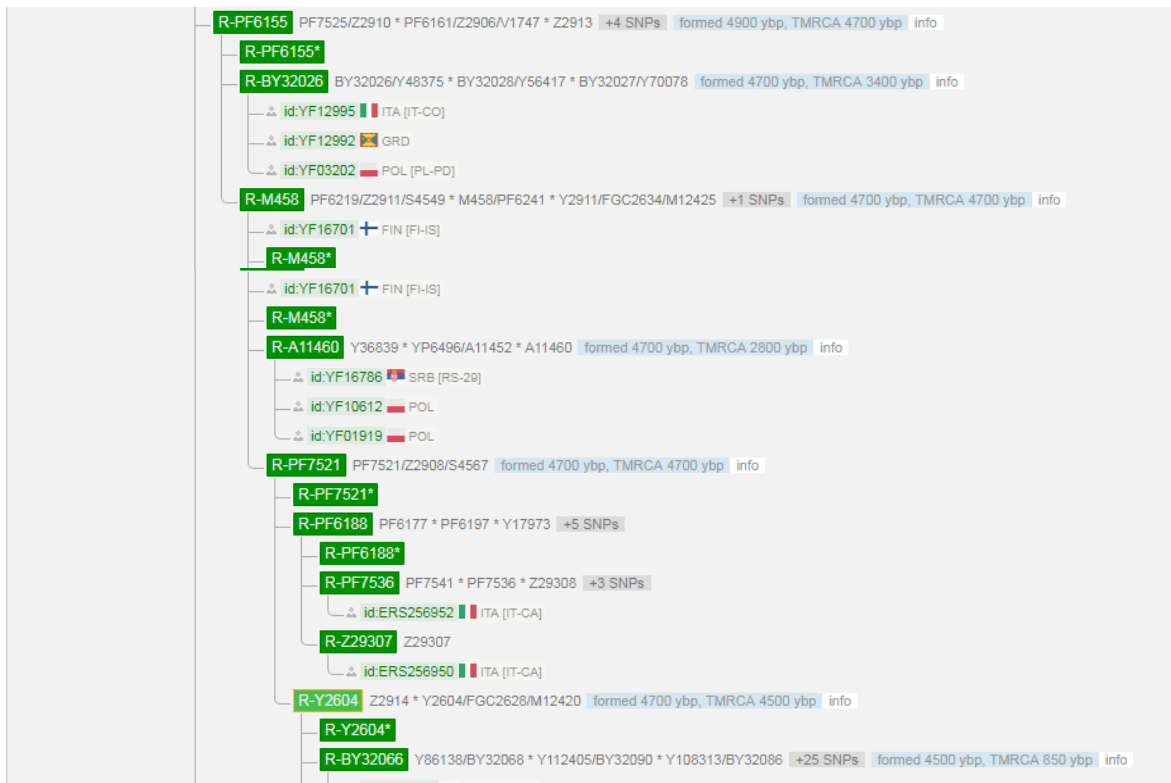 R-PF6155 PF7525/Z2910 * PF6161/Z2906/V1747 * Z2913 +4 SNPs formed 4900 ybp, TMRCA 4700 ybp info
R-PF6155*
R-BY32026 BY32026/Y48375 * BY32028/Y56417 * BY32027/Y70078 formed 4700 ybp, TMRCA 3400 ybp info
id:YF12995 ITA [IT-CO]
id:YF12992 GRD
id:YF03202 POL [PL-PD]
R-M458 PF6219/Z2911/S4549 * M458/PF6241 * Y2911/FGC2634/M12425 +1 SNPs formed 4700 ybp, TMRCA 4700 ybp info
id:YF16701 FIN [FI-IS]
R-M458*
id:YF16701 FIN [FI-IS]
R-M458*
R-A11460 Y36839 * YP6496/A11452 * A11460 formed 4700 ybp, TMRCA 2800 ybp info
id:YF16786 SRB [RS-29]
id:YF10612 POL
id:YF01919 POL
R-PF7521 PF7521/Z2908/S4567 formed 4700 ybp, TMRCA 4700 ybp info
R-PF7521*
R-PF6188 PF6177 * PF6197 * Y17973 +5 SNPs
R-PF6188*
R-PF7536 PF7541 * PF7536 * Z29308 +3 SNPs
id:ERS256952 ITA [IT-CA]
R-Z29307 Z29307
id:ERS256950 ITA [IT-CA]
R-Y2604 Z2914 * Y2604/FGC2628/M12420 formed 4700 ybp, TMRCA 4500 ybp info
R-Y2604*
R-BY32066 Y86138/BY32068 * Y112405/BY32090 * Y108313/BY32086 +25 SNPs formed 4500 ybp, TMRCA 850 ybp info